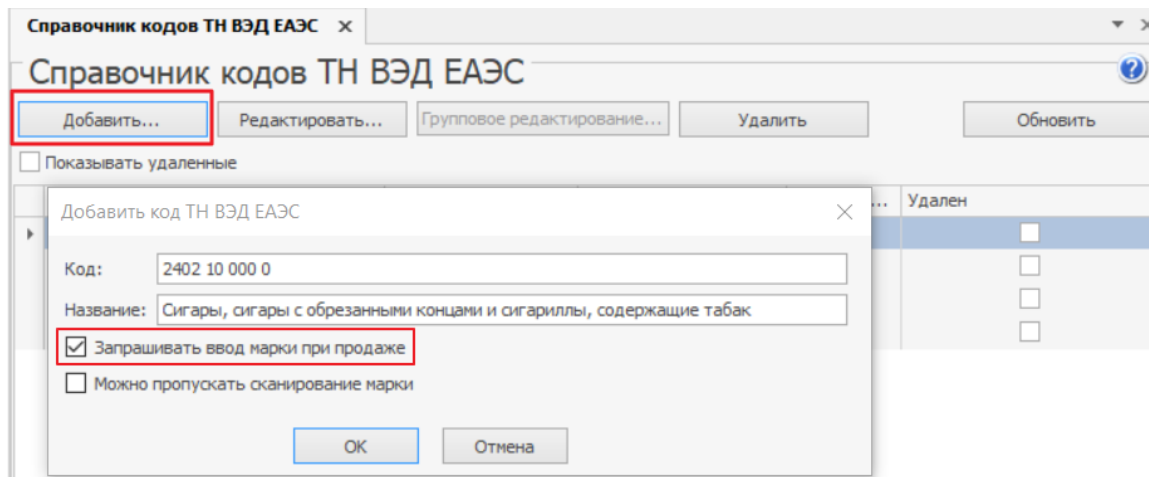 Справочник кодов ТН ВЭД ЕАЭС
Справочник кодов ТН ВЭД ЕАЭС
Добавить... Редактировать... Групповое редактирование... Удалить Обновить
Показывать удаленные
... Удален
Добавить код ТН ВЭД ЕАЭС
Код: 2402 10 000 0
Название: Сигары, сигары с обрезанными концами и сигариллы, содержащие табак
Запрашивать ввод марки при продаже
Можно пропускать сканирование марки
ОК Отмена